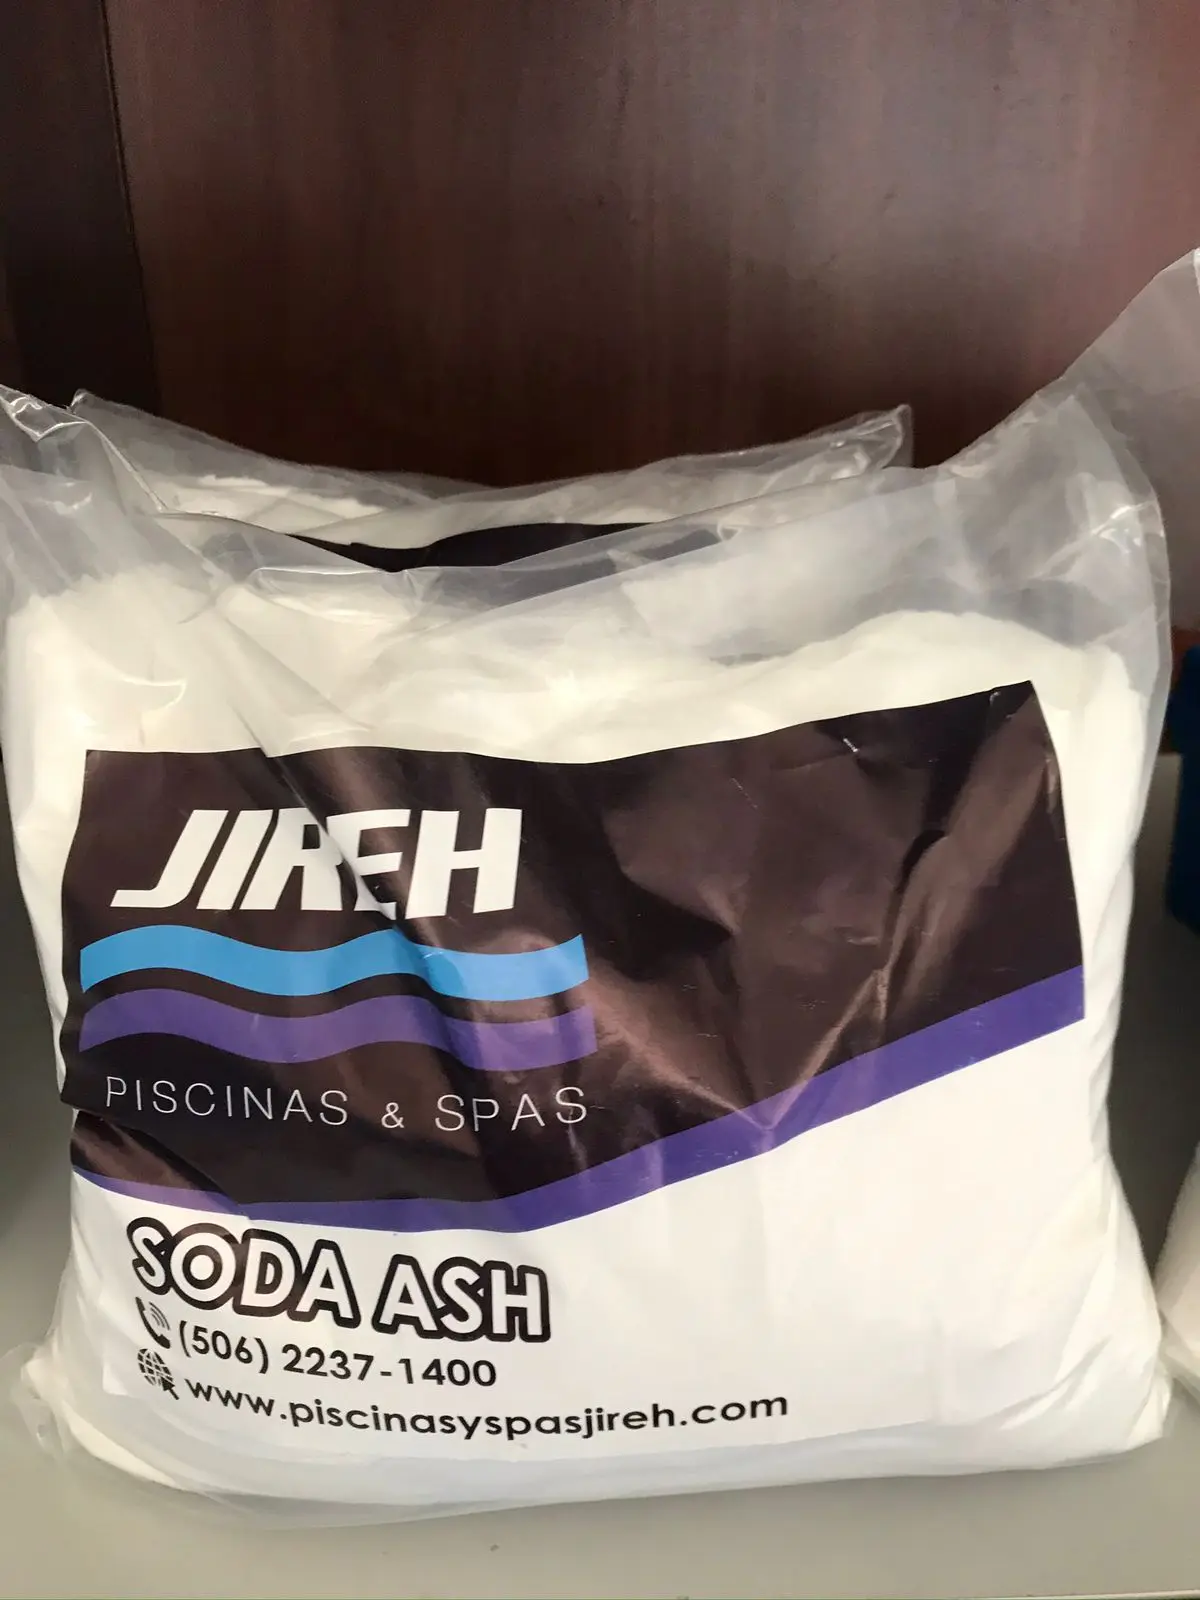 JIREH
PISCINAS & SPAS
SODA ASH
(506) 2237-1400
www.piscinasyspasjireh.com